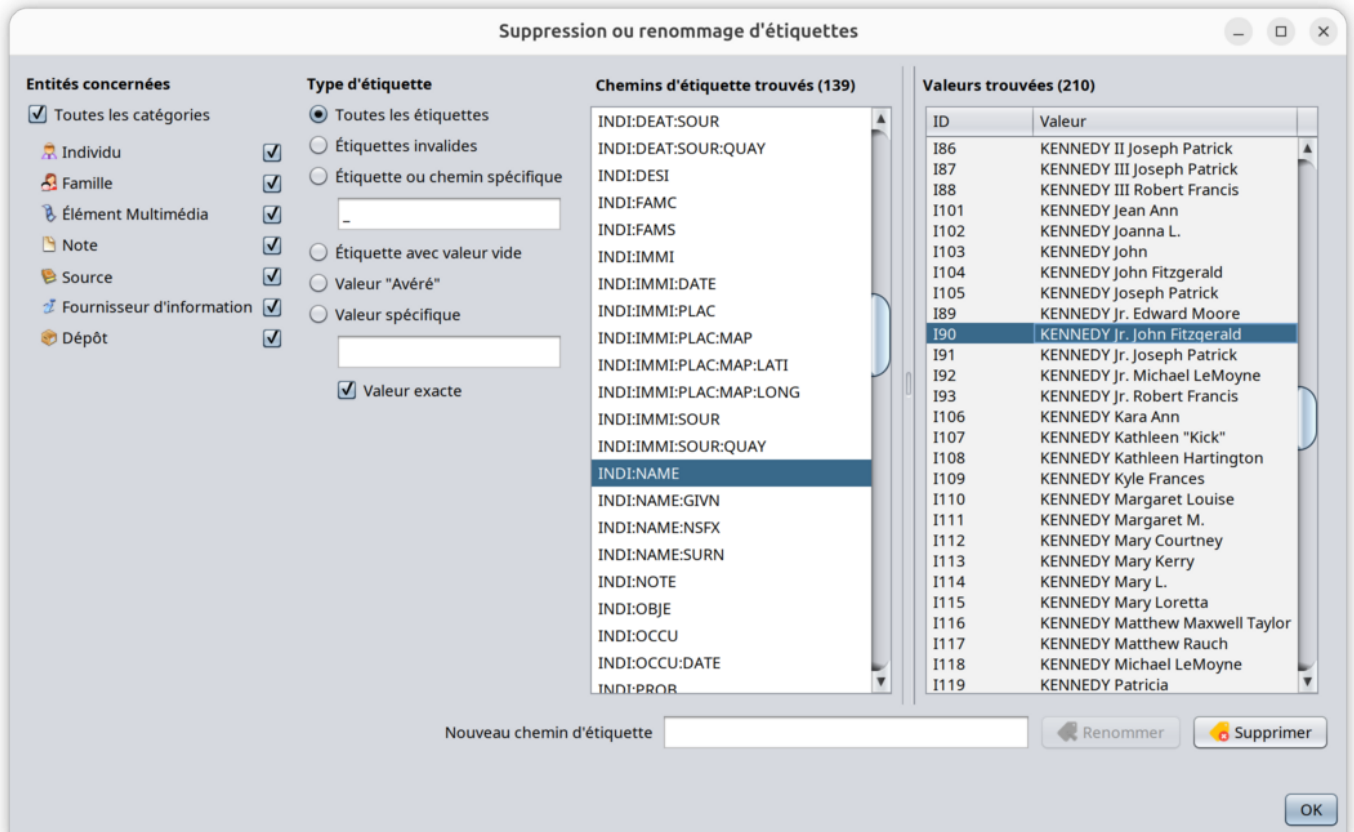 Suppression ou renommage d'étiquettes
Entités concernées
Toutes les catégories
Individu
Famille
Élément Multimédia
Note
Source
Fournisseur d'information
Dépôt
Type d'étiquette
Toutes les étiquettes
Étiquettes invalides
Étiquette ou chemin spécifique
_
Étiquette avec valeur vide
Valeur "Avéré"
Valeur spécifique
Valeur exacte
Chemins d'étiquette trouvés (139)
INDI:DEAT:SOUR
INDI:DEAT:SOUR:QUAY
INDI:DESI
INDI:FAMC
INDI:FAMS
INDI:IMMI
INDI:IMMI:DATE
INDI:IMMI:PLAC
INDI:IMMI:PLAC:MAP
INDI:IMMI:PLAC:MAP:LATI
INDI:IMMI:PLAC:MAP:LONG
INDI:IMMI:SOUR
INDI:IMMI:SOUR:QUAY
INDI:NAME
INDI:NAME:GIVN
INDI:NAME:NSFX
INDI:NAME:SURN
INDI:NOTE
INDI:OBJE
INDI:OCCU
INDI:OCCU:DATE
INDI:PROB
Valeurs trouvées (210)
ID Valeur
I86 KENNEDY II Joseph Patrick
I87 KENNEDY III Joseph Patrick
I88 KENNEDY III Robert Francis
I101 KENNEDY Jean Ann
I102 KENNEDY Joanna L.
I103 KENNEDY John
I104 KENNEDY John Fitzgerald
I105 KENNEDY Joseph Patrick
I89 KENNEDY Jr. Edward Moore
I90 KENNEDY Jr. John Fitzgerald
I91 KENNEDY Jr. Joseph Patrick
I92 KENNEDY Jr. Michael LeMoyne
I93 KENNEDY Jr. Robert Francis
I106 KENNEDY Kara Ann
I107 KENNEDY Kathleen "Kick"
I108 KENNEDY Kathleen Hartington
I109 KENNEDY Kyle Frances
I110 KENNEDY Margaret Louise
I111 KENNEDY Margaret M.
I112 KENNEDY Mary Courtney
I113 KENNEDY Mary Kerry
I114 KENNEDY Mary L.
I115 KENNEDY Mary Loretta
I116 KENNEDY Matthew Maxwell Taylor
I117 KENNEDY Matthew Rauch
I118 KENNEDY Michael LeMoyne
I119 KENNEDY Patricia
Nouveau chemin d'étiquette
Renommer
Supprimer
OK